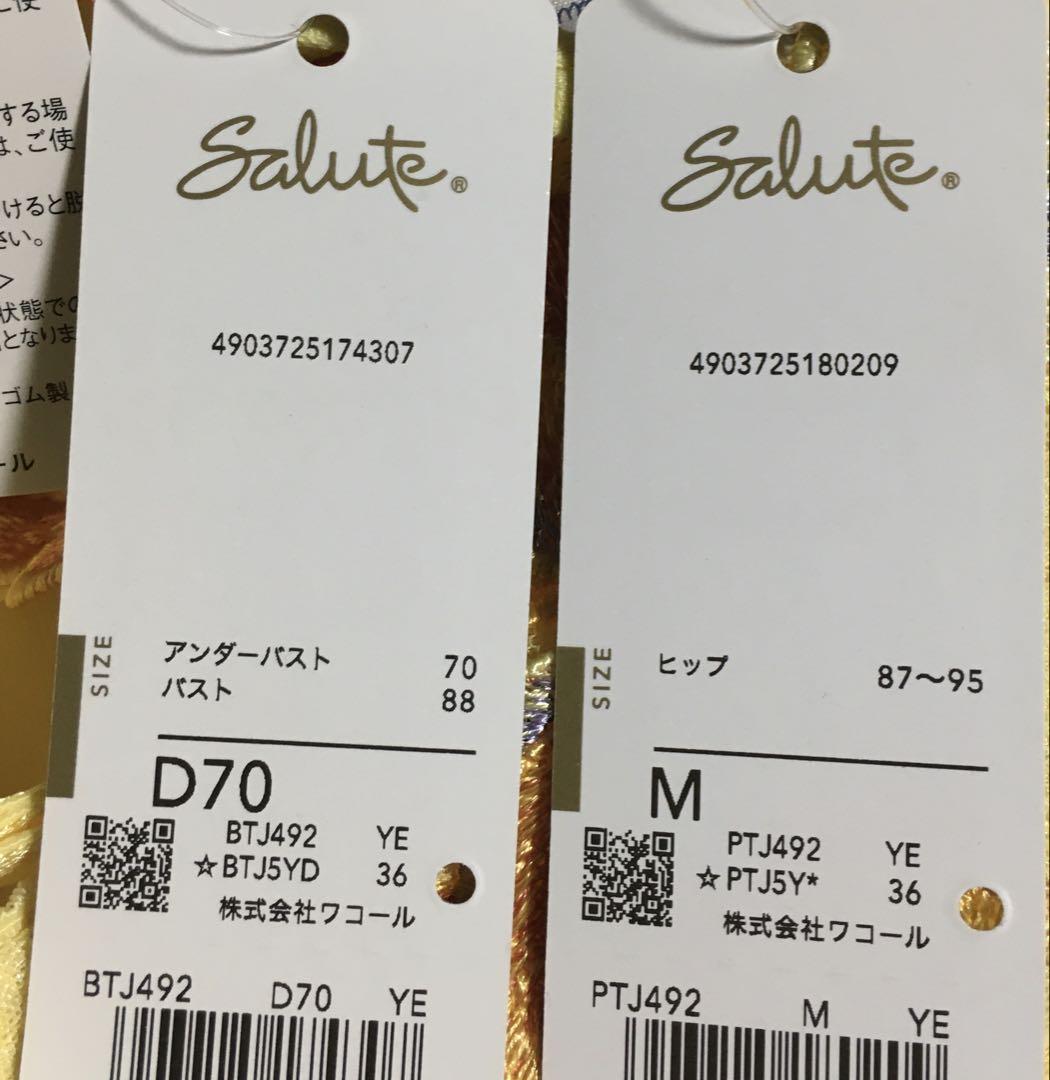 する場
は、ご使
けると脱
さい。
>
状態での
となりま
ゴム製
ール
Salute®
4903725174307
SIZE
アンダーバスト 70
バスト 88
D70
BTJ492 YE
☆BTJ5YD 36
株式会社ワコール
BTJ492 D70 YE
Salute®
4903725180209
SIZE
ヒップ 87〜95
M
PTJ492 YE
☆PTJ5Y* 36
株式会社ワコール
PTJ492 M YE